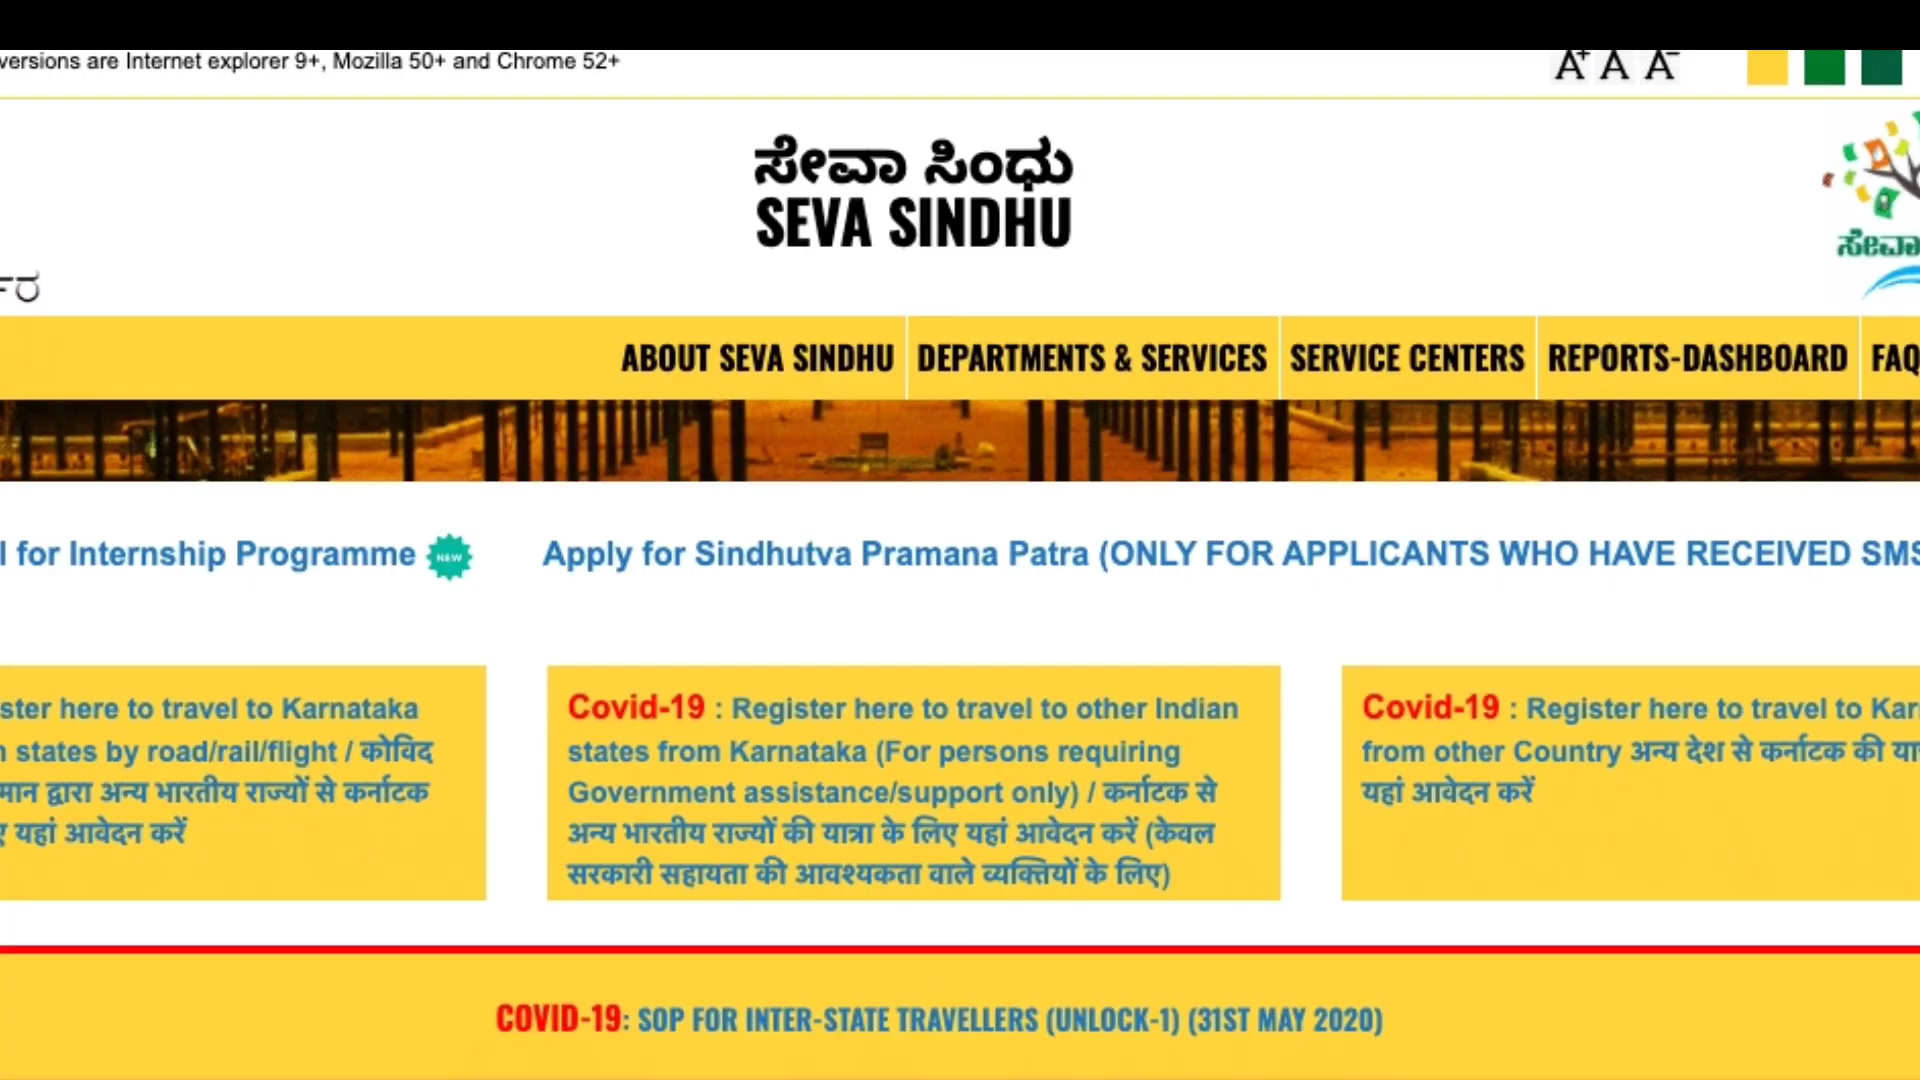 versions are Internet explorer 9+, Mozilla 50+ and Chrome 52+
A+ A A-
ಸೇವಾ ಸಿಂಧು
SEVA SINDHU
ಸೇವಾ
ABOUT SEVA SINDHU DEPARTMENTS & SERVICES SERVICE CENTERS REPORTS-DASHBOARD FAQ
for Internship Programme NEW Apply for Sindhutva Pramana Patra (ONLY FOR APPLICANTS WHO HAVE RECEIVED SMS
ster here to travel to Karnataka
states by road/rail/flight / कोविद
मान द्वारा अन्य भारतीय राज्यों से कर्नाटक
यहां आवेदन करें
Covid-19 : Register here to travel to other Indian
states from Karnataka (For persons requiring
Government assistance/support only) / कर्नाटक से
अन्य भारतीय राज्यों की यात्रा के लिए यहां आवेदन करें (केवल
सरकारी सहायता की आवश्यकता वाले व्यक्तियों के लिए)
Covid-19 : Register here to travel to Kar
from other Country अन्य देश से कर्नाटक की या
यहां आवेदन करें
COVID-19: SOP FOR INTER-STATE TRAVELLERS (UNLOCK-1) (31ST MAY 2020)